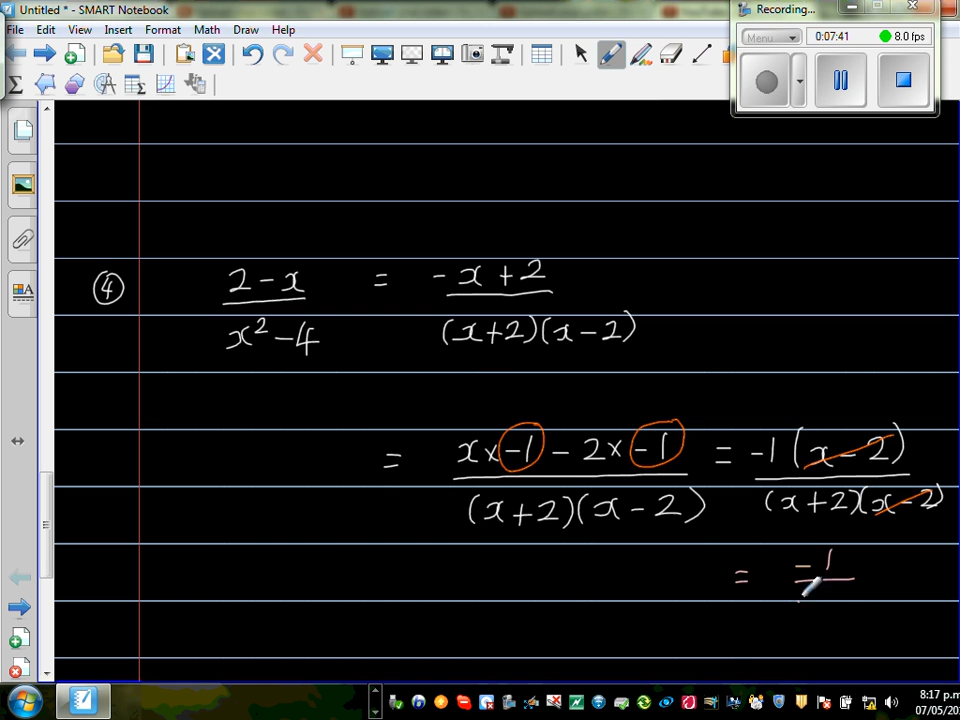 Untitled * - SMART Notebook
Recording...
File Edit View Insert Format Math Draw Help
Menu 0:07:41 8.0 fps
④ 2 - x = - x + 2
x² - 4 (x+2)(x-2)
= x × -1 - 2 × -1 = -1 (x-2)
(x+2)(x-2) (x+2)(x-2)
= -1
8:17 p.m
07/05/20